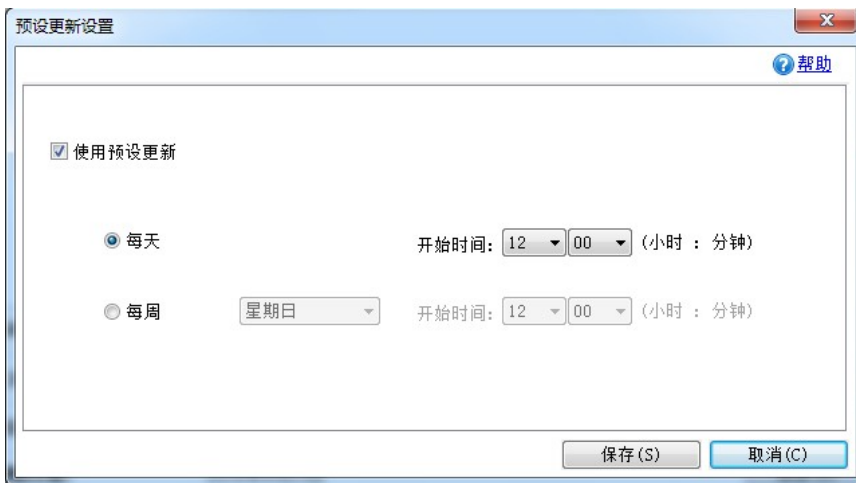 预设更新设置
帮助
使用预设更新
每天 开始时间: 12 00 (小时 : 分钟)
每周 星期日 开始时间: 12 00 (小时 : 分钟)
保存(S) 取消(C)